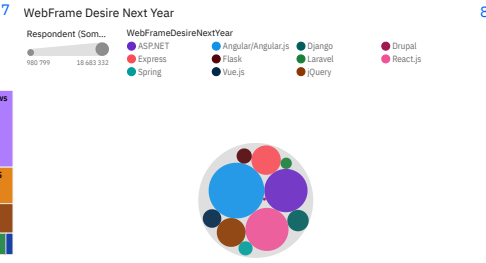 7 WebFrame Desire Next Year 8
Respondent (Som...
980 799 18 683 332
WebFrameDesireNextYear
ASP.NET Angular/Angular.js Django Drupal
Express Flask Laravel React.js
Spring Vue.js jQuery
ws
s